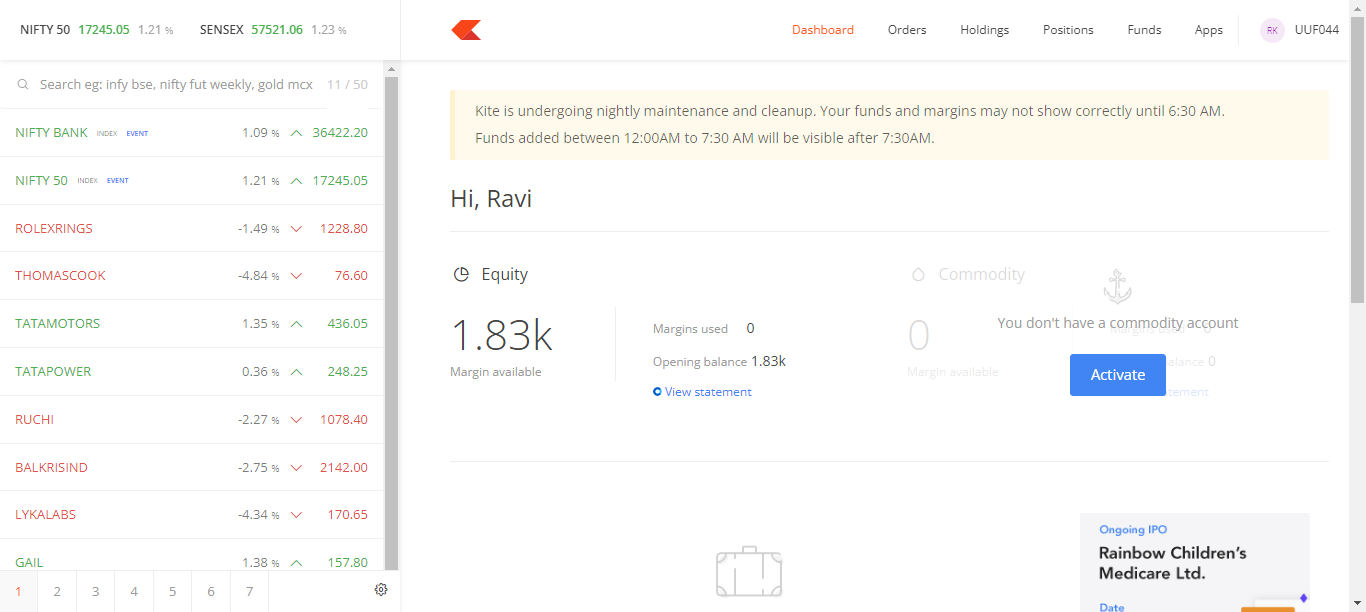 NIFTY 50 17245.05 1.21 % SENSEX 57521.06 1.23 %
Dashboard Orders Holdings Positions Funds Apps RK UUF044
Search eg: infy bse, nifty fut weekly, gold mcx 11 / 50
NIFTY BANK INDEX EVENT 1.09 % 36422.20
NIFTY 50 INDEX EVENT 1.21 % 17245.05
ROLEXRINGS -1.49 % 1228.80
THOMASCOOK -4.84 % 76.60
TATAMOTORS 1.35 % 436.05
TATAPOWER 0.36 % 248.25
RUCHI -2.27 % 1078.40
BALKRISIND -2.75 % 2142.00
LYKALABS -4.34 % 170.65
GAIL 1.38 % 157.80
1 2 3 4 5 6 7
Kite is undergoing nightly maintenance and cleanup. Your funds and margins may not show correctly until 6:30 AM.
Funds added between 12:00AM to 7:30 AM will be visible after 7:30AM.
Hi, Ravi
Equity
1.83k
Margin available
Margins used 0
Opening balance 1.83k
View statement
Commodity
0
Margin available
You don't have a commodity account
Margins used 0
alance 0
tement
Activate
Ongoing IPO
Rainbow Children's
Medicare Ltd.
Date